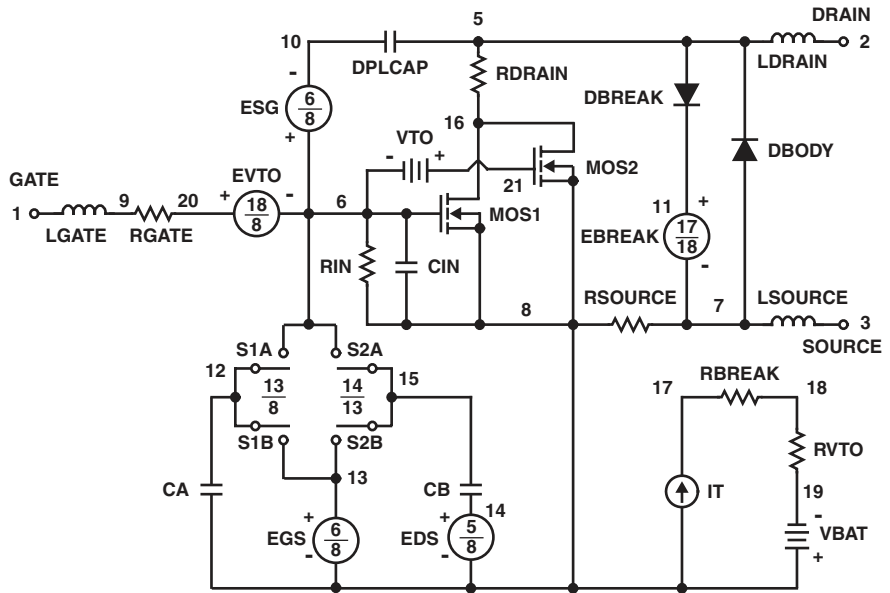 5
DRAIN
2
10
DPLCAP
RDRAIN
LDRAIN
DBREAK
- ESG 6/8 +
16
- VTO +
DBODY
MOS2
21
GATE
1
9
20
EVTO
+ 18/8 -
6
MOS1
LGATE
RGATE
11
+
EBREAK 17/18
-
RIN
CIN
8
RSOURCE
7
LSOURCE
3
SOURCE
S1A
S2A
12
13/8
14/13
15
S1B
S2B
13
CA
CB
14
+ EGS 6/8 -
+ EDS 5/8 -
17
RBREAK
18
RVTO
19
IT
-
VBAT
+